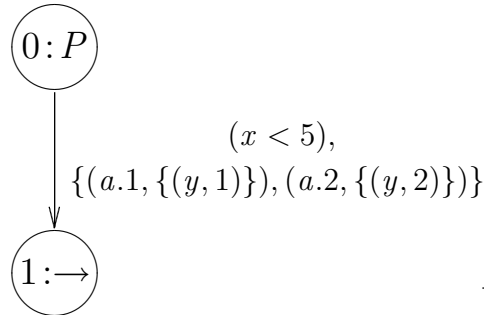 0:P
(x < 5),
{(a.1, {(y, 1)}), (a.2, {(y, 2)})}
1:→
.